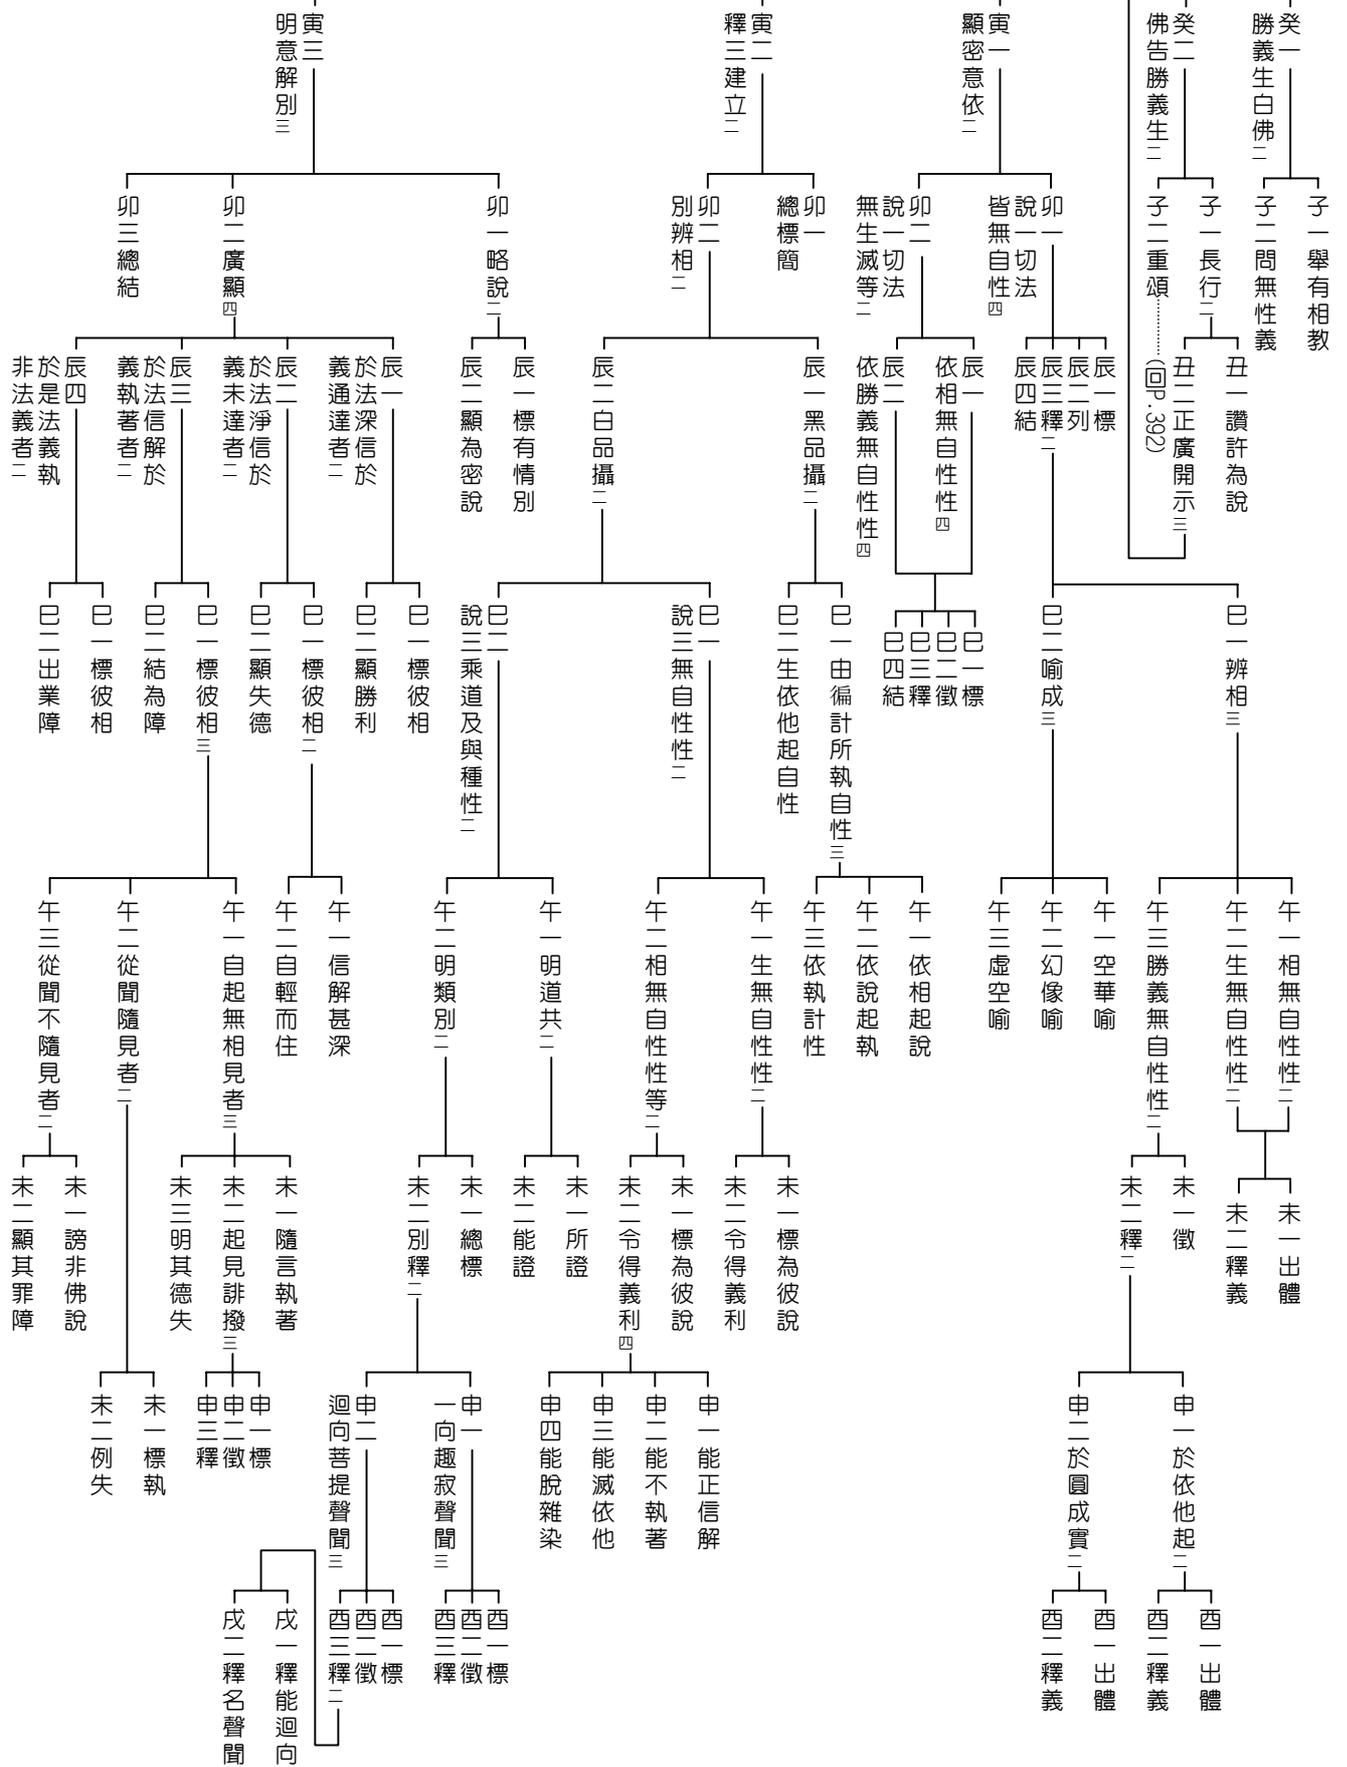 癸一
勝義生白佛二
子一舉有相教
子二問無性義
癸二
佛告勝義生二
子一長行二
丑一讚許為說
丑二正廣開示三
子二重頌…………(回P.392)
寅一
顯密意依二
卯一
說一切法
皆無自性四
辰一標
辰二列
辰三釋二
巳一辨相三
午一相無自性性二
午二生無自性性二
未一出體
未二釋義
午三勝義無自性性二
未一徵
未二釋二
申一於依他起二
酉一出體
酉二釋義
申二於圓成實二
酉一出體
酉二釋義
巳二喻成三
午一空華喻
午二幻像喻
午三虛空喻
辰四結
卯二
說一切法
無生滅等二
辰一
依相無自性性四
辰二
依勝義無自性性四
巳一標
巳二徵
巳三釋
巳四結
寅二
釋三建立二
卯一
總標簡
卯二
別辨相二
辰一黑品攝二
巳一由徧計所執自性三
午一依相起說
午二依說起執
午三依執計性
巳二生依他起自性
辰二白品攝二
巳一
說三無自性性二
午一生無自性性二
未一標為彼說
未二令得義利
午二相無自性性等二
未一標為彼說
未二令得義利四
申一能正信解
申二能不執著
申三能滅依他
申四能脫雜染
巳二
說三乘道及與種性二
午一明道共二
未一所證
未二能證
午二明類別二
未一總標
未二別釋二
申一
一向趣寂聲聞三
酉一標
酉二徵
酉三釋
申二
迴向菩提聲聞三
酉一標
酉二徵
酉三釋二
戌一釋能迴向
戌二釋名聲聞
寅三
明意解別三
卯一略說二
辰一標有情別
辰二顯為密說
卯二廣顯四
辰一
於法深信於
義通達者二
巳一標彼相
巳二顯勝利
辰二
於法淨信於
義未達者二
巳一標彼相二
午一信解甚深
午二自輕而住
巳二顯失德
辰三
於法信解於
義執著者二
巳一標彼相三
午一自起無相見者三
未一隨言執著
未二起見誹撥三
申一標
申二徵
申三釋
未三明其德失
午二從聞隨見者二
未一標執
未二例失
午三從聞不隨見者二
未一謗非佛說
未二顯其罪障
巳二結為障
辰四
於是法義執
非法義者二
巳一標彼相
巳二出業障
卯三總結